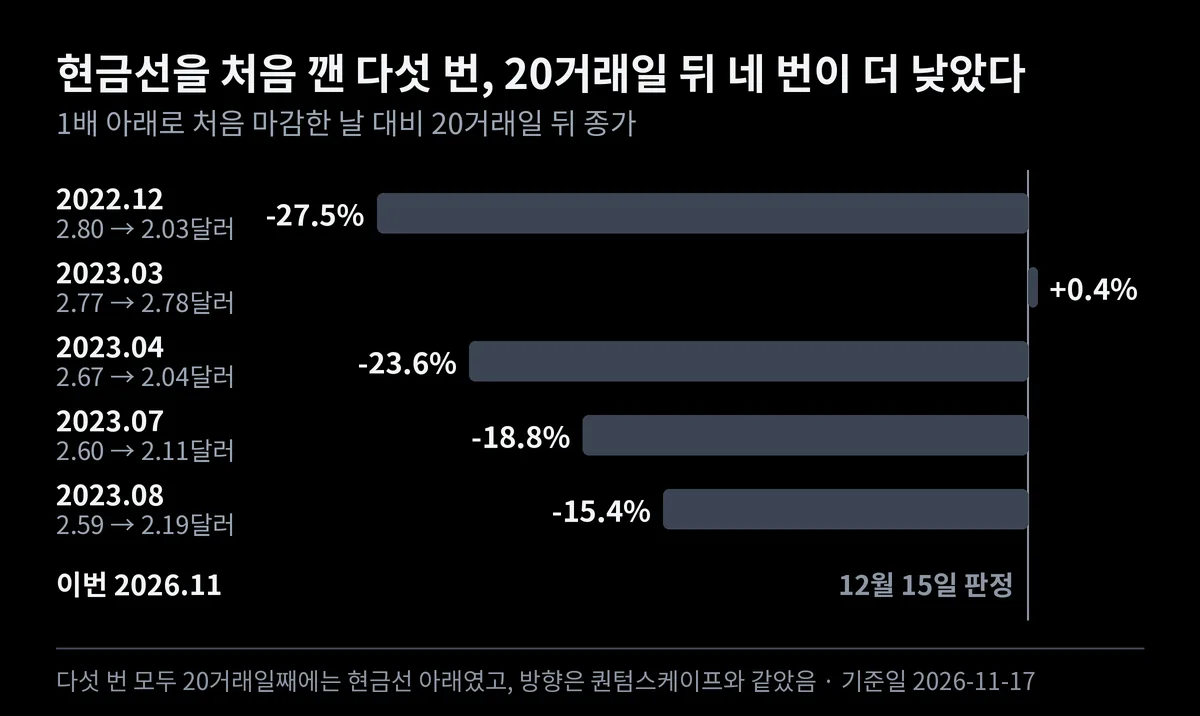 현금선을 처음 깬 다섯 번, 20거래일 뒤 네 번이 더 낮았다
1배 아래로 처음 마감한 날 대비 20거래일 뒤 종가
2022.12
2.80 → 2.03달러
-27.5%
2023.03
2.77 → 2.78달러
+0.4%
2023.04
2.67 → 2.04달러
-23.6%
2023.07
2.60 → 2.11달러
-18.8%
2023.08
2.59 → 2.19달러
-15.4%
이번 2026.11
12월 15일 판정
다섯 번 모두 20거래일째에는 현금선 아래였고, 방향은 퀀텀스케이프와 같았음 · 기준일 2026-11-17